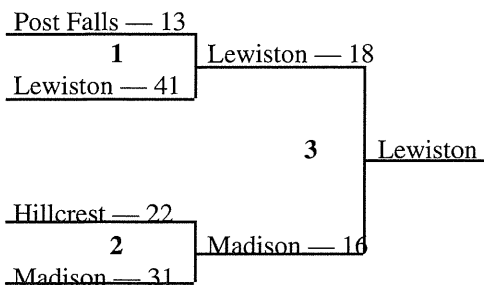 Post Falls — 13
1
Lewiston — 18
Lewiston — 41
3
Lewiston
Hillcrest — 22
2
Madison — 16
Madison — 31